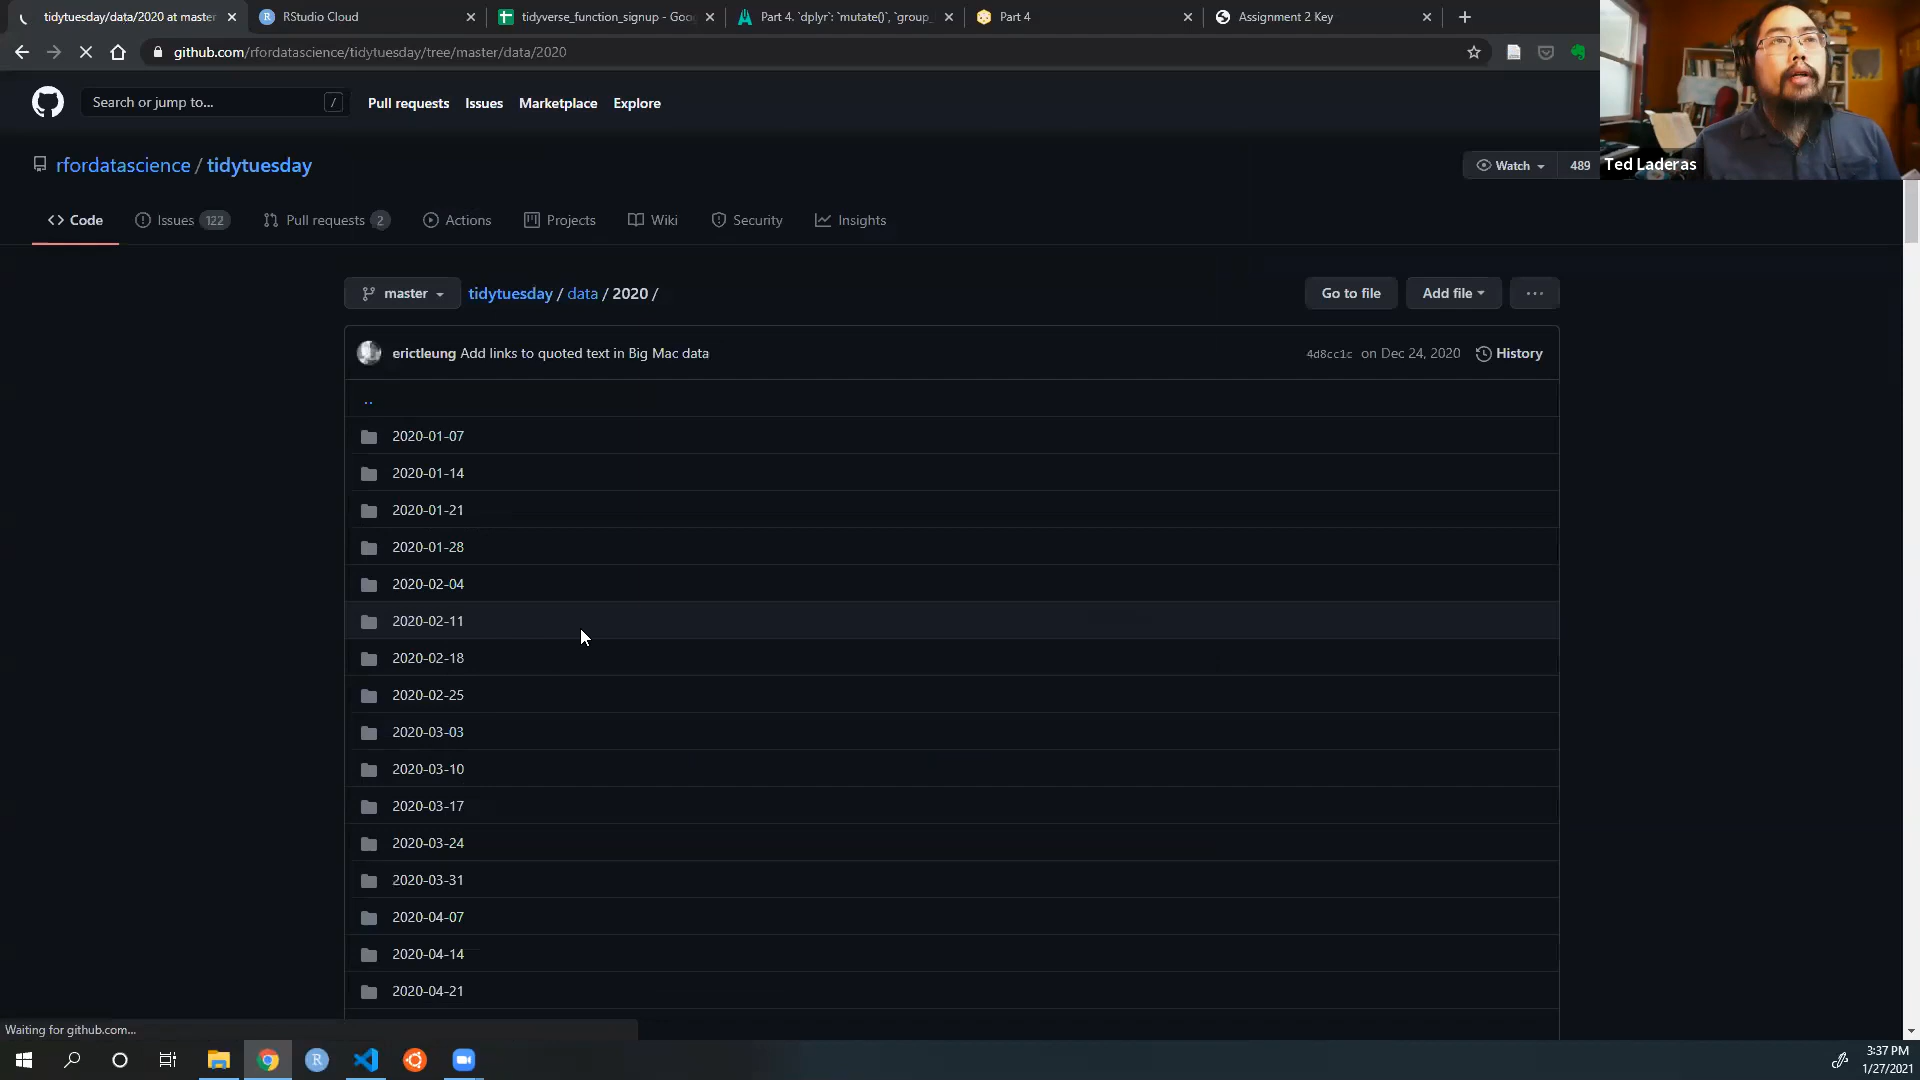 tidytuesday/data/2020 at master
RStudio Cloud
tidyverse_function_signup - Goo
Part 4. `dplyr`: `mutate()`, `group_
Part 4
Assignment 2 Key
github.com/rfordatascience/tidytuesday/tree/master/data/2020
Search or jump to...
/
Pull requests
Issues
Marketplace
Explore
rfordatascience / tidytuesday
Watch
489
Ted Laderas
Code
Issues 122
Pull requests 2
Actions
Projects
Wiki
Security
Insights
master
tidytuesday / data / 2020 /
Go to file
Add file
erictleung Add links to quoted text in Big Mac data
4d8cc1c on Dec 24, 2020
History
..
2020-01-07
2020-01-14
2020-01-21
2020-01-28
2020-02-04
2020-02-11
2020-02-18
2020-02-25
2020-03-03
2020-03-10
2020-03-17
2020-03-24
2020-03-31
2020-04-07
2020-04-14
2020-04-21
Waiting for github.com...
3:37 PM
1/27/2021